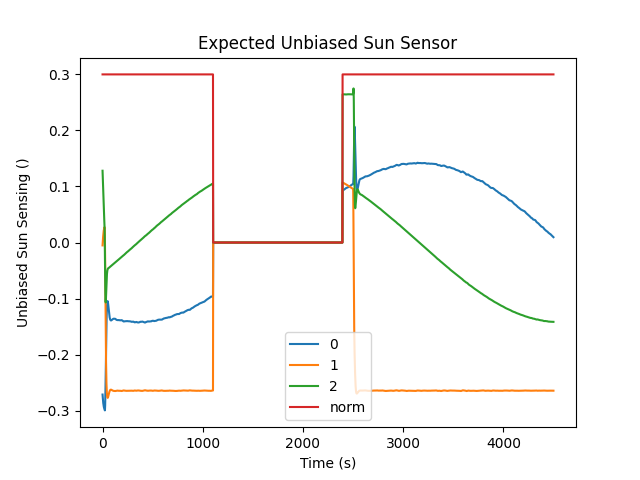 Expected Unbiased Sun Sensor
Unbiased Sun Sensing ()
0.3
0.2
0.1
0.0
−0.1
−0.2
−0.3
0
1
2
norm
0 1000 2000 3000 4000
Time (s)